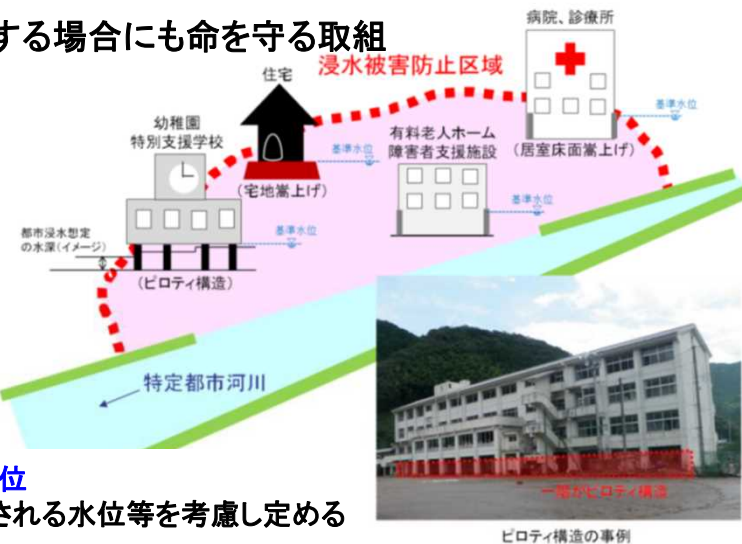 する場合にも命を守る取組
病院、診療所
浸水被害防止区域
住宅
基準水位
幼稚園
特別支援学校
基準水位
有料老人ホーム
障害者支援施設
(居室床面嵩上げ)
(宅地嵩上げ)
基準水位
都市浸水想定
の水深(イメージ)
基準水位
(ピロティ構造)
特定都市河川
位
される水位等を考慮し定める
一階がピロティ構造
ピロティ構造の事例